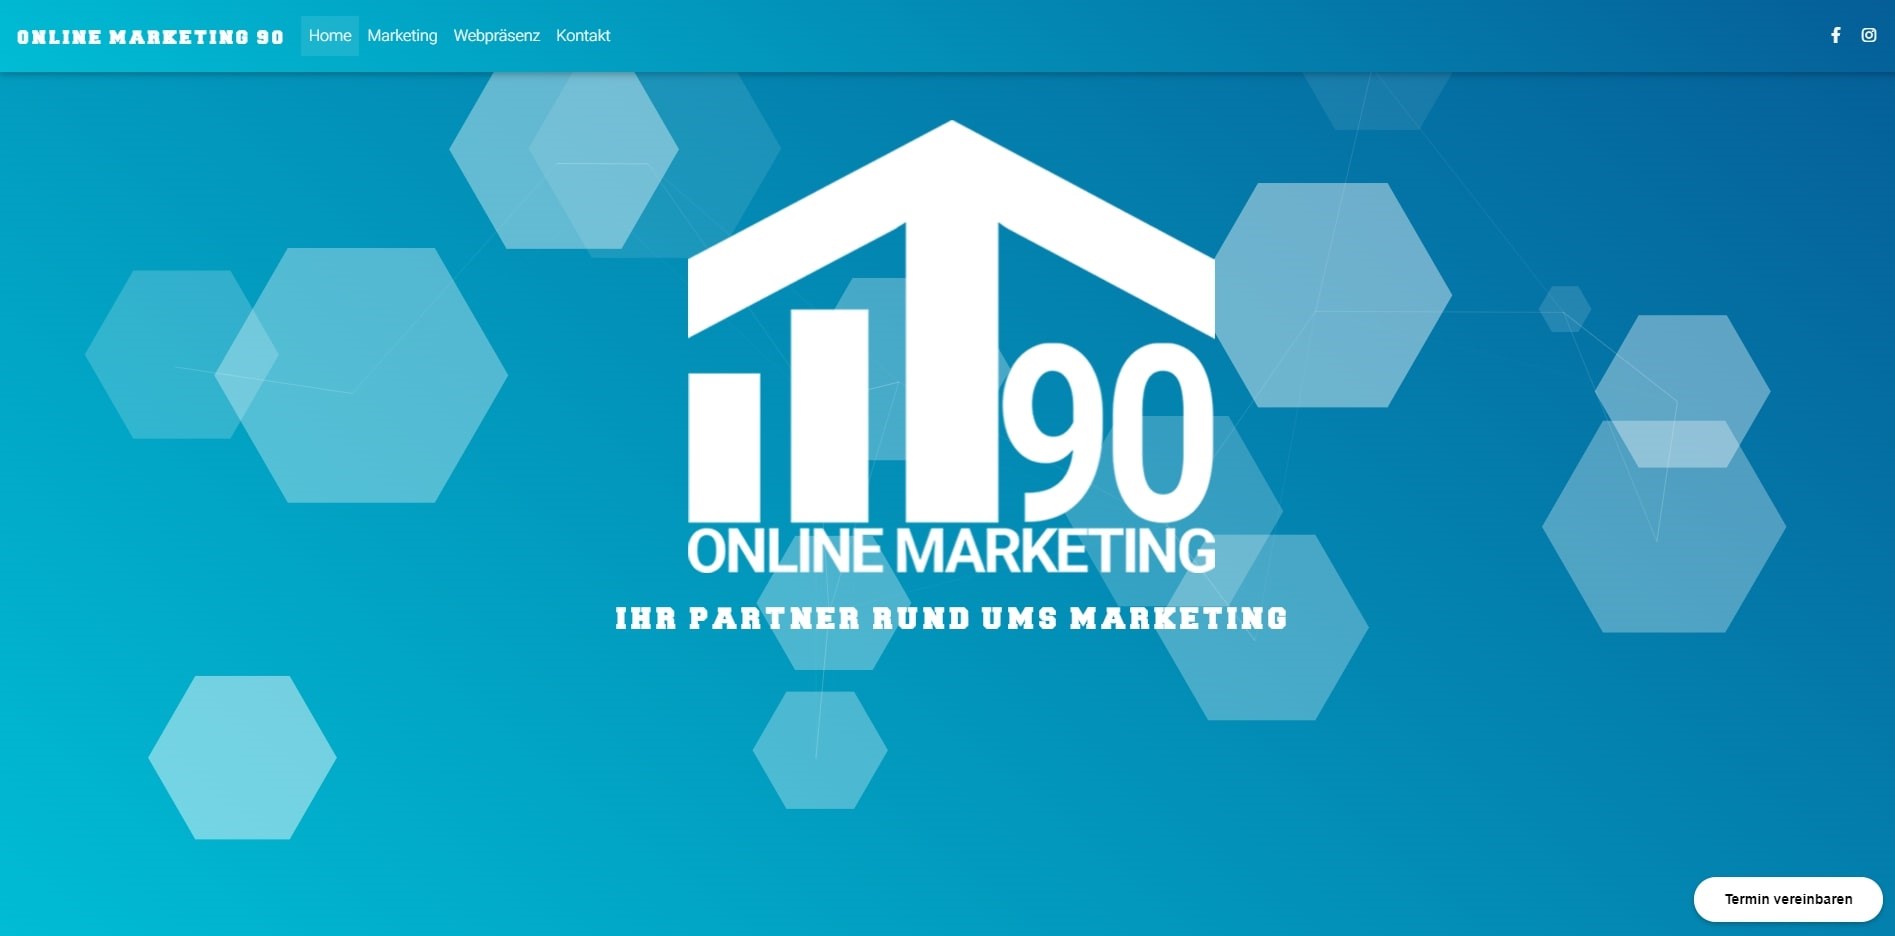 ONLINE MARKETING 90
Home Marketing Webpräsenz Kontakt
90
ONLINE MARKETING
IHR PARTNER RUND UMS MARKETING
Termin vereinbaren